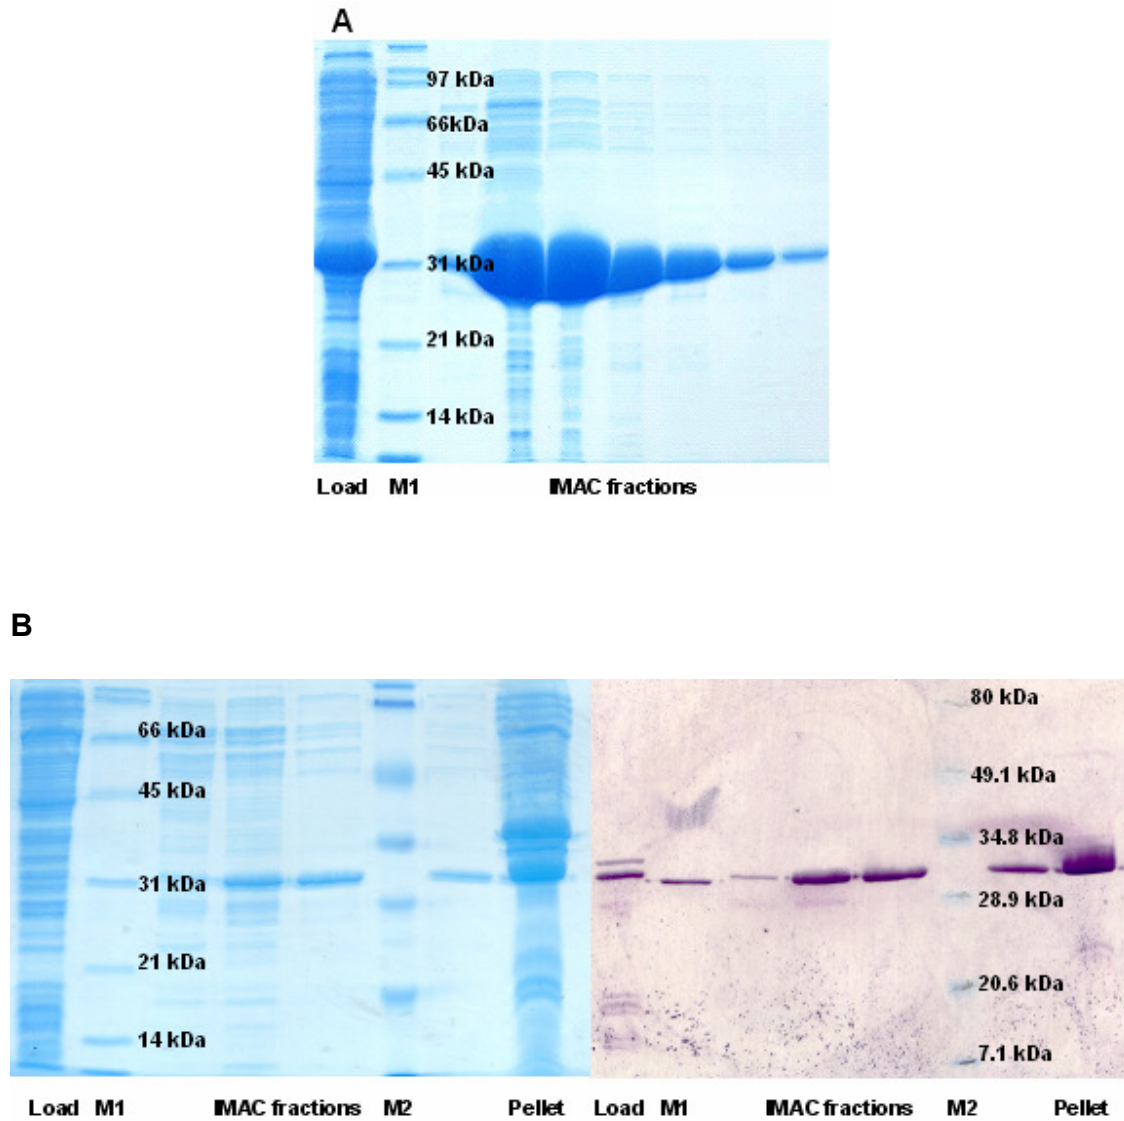 A
97 kDa
66kDa
45 kDa
31 kDa
21 kDa
14 kDa
Load M1 IMAC fractions
B
66 kDa
45 kDa
31 kDa
21 kDa
14 kDa
80 kDa
49.1 kDa
34.8 kDa
28.9 kDa
20.6 kDa
7.1 kDa
Load M1 IMAC fractions M2 Pellet Load M1 IMAC fractions M2 Pellet